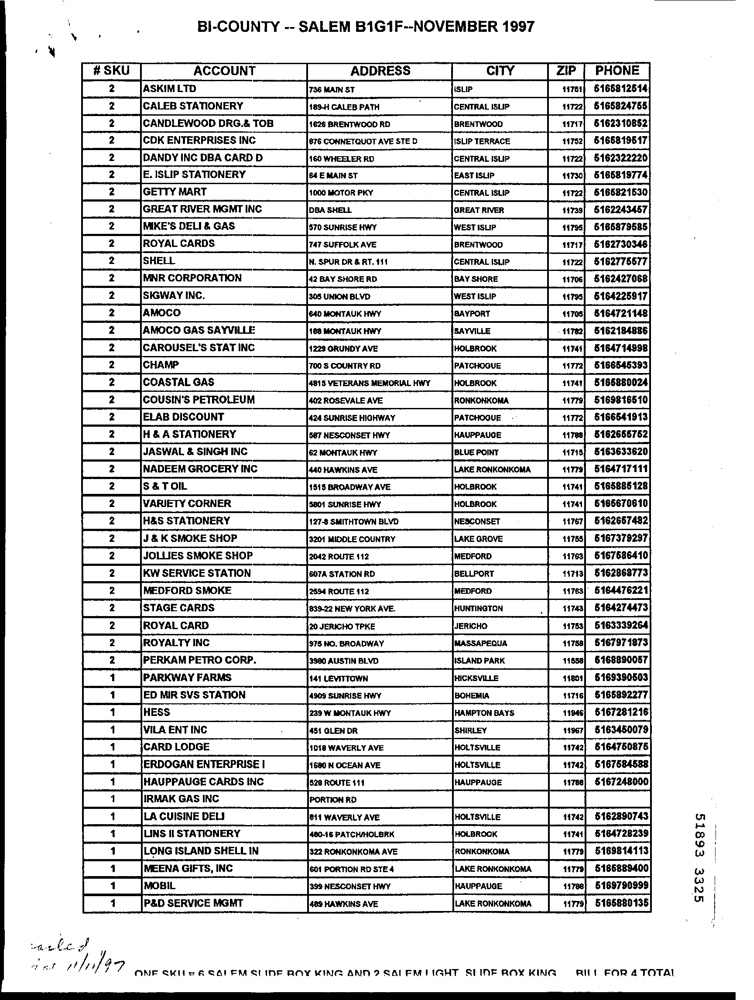 BI-COUNTY -- SALEM B1G1F--NOVEMBER 1997
# SKU ACCOUNT ADDRESS CITY ZIP PHONE
2 ASKIM LTD 736 MAIN ST ISLIP 11751 5165812514
2 CALEB STATIONERY 189-H CALEB PATH CENTRAL ISLIP 11722 5165824755
2 CANDLEWOOD DRG.& TOB 1626 BRENTWOOD RD BRENTWOOD 11717 5162310852
2 CDK ENTERPRISES INC 876 CONNETQUOT AVE STE D ISLIP TERRACE 11752 5165819517
2 DANDY INC DBA CARD D 160 WHEELER RD CENTRAL ISLIP 11722 5162322220
2 E. ISLIP STATIONERY 64 E MAIN ST EAST ISLIP 11730 5165819774
2 GETTY MART 1000 MOTOR PKY CENTRAL ISLIP 11722 5165821530
2 GREAT RIVER MGMT INC DBA SHELL GREAT RIVER 11739 5162243457
2 MIKE'S DELI & GAS 570 SUNRISE HWY WEST ISLIP 11795 5165879585
2 ROYAL CARDS 747 SUFFOLK AVE BRENTWOOD 11717 5162730346
2 SHELL N. SPUR DR & RT. 111 CENTRAL ISLIP 11722 5162775577
2 MNR CORPORATION 42 BAY SHORE RD BAY SHORE 11706 5162427068
2 SIGWAY INC. 305 UNION BLVD WEST ISLIP 11795 5164225917
2 AMOCO 640 MONTAUK HWY BAYPORT 11705 5164721148
2 AMOCO GAS SAYVILLE 188 MONTAUK HWY SAYVILLE 11782 5162184886
2 CAROUSEL'S STAT INC 1229 GRUNDY AVE HOLBROOK 11741 5164714998
2 CHAMP 700 S COUNTRY RD PATCHOGUE 11772 5166545393
2 COASTAL GAS 4815 VETERANS MEMORIAL HWY HOLBROOK 11741 5165880024
2 COUSIN'S PETROLEUM 402 ROSEVALE AVE RONKONKOMA 11779 5169816510
2 ELAB DISCOUNT 424 SUNRISE HIGHWAY PATCHOGUE 11772 5166541913
2 H & A STATIONERY 587 NESCONSET HWY HAUPPAUGE 11788 5162655752
2 JASWAL & SINGH INC 62 MONTAUK HWY BLUE POINT 11715 5163633620
2 NADEEM GROCERY INC 440 HAWKINS AVE LAKE RONKONKOMA 11779 5164717111
2 S & T OIL 1515 BROADWAY AVE HOLBROOK 11741 5165885128
2 VARIETY CORNER 5801 SUNRISE HWY HOLBROOK 11741 5165670610
2 H&S STATIONERY 127-8 SMITHTOWN BLVD NESCONSET 11767 5162657482
2 J & K SMOKE SHOP 3201 MIDDLE COUNTRY LAKE GROVE 11755 5167379297
2 JOLLIES SMOKE SHOP 2042 ROUTE 112 MEDFORD 11763 5167586410
2 KW SERVICE STATION 607A STATION RD BELLPORT 11713 5162868773
2 MEDFORD SMOKE 2594 ROUTE 112 MEDFORD 11763 5164476221
2 STAGE CARDS 839-22 NEW YORK AVE. HUNTINGTON 11743 5164274473
2 ROYAL CARD 20 JERICHO TPKE JERICHO 11753 5163339264
2 ROYALTY INC 975 NO. BROADWAY MASSAPEQUA 11758 5167971873
2 PERKAM PETRO CORP. 3980 AUSTIN BLVD ISLAND PARK 11558 5168890057
1 PARKWAY FARMS 141 LEVITTOWN HICKSVILLE 11801 5169390503
1 ED MIR SVS STATION 4909 SUNRISE HWY BOHEMIA 11716 5165892277
1 HESS 239 W MONTAUK HWY HAMPTON BAYS 11946 5167281216
1 VILA ENT INC 451 GLEN DR SHIRLEY 11967 5163450079
1 CARD LODGE 1018 WAVERLY AVE HOLTSVILLE 11742 5164750875
1 ERDOGAN ENTERPRISE I 1680 N OCEAN AVE HOLTSVILLE 11742 5167584588
1 HAUPPAUGE CARDS INC 528 ROUTE 111 HAUPPAUGE 11788 5167248000
1 IRMAK GAS INC PORTION RD
1 LA CUISINE DELI 811 WAVERLY AVE HOLTSVILLE 11742 5162890743
1 LINS II STATIONERY 480-16 PATCH/HOLBRK HOLBROOK 11741 5164728239
1 LONG ISLAND SHELL IN 322 RONKONKOMA AVE RONKONKOMA 11779 5169814113
1 MEENA GIFTS, INC 601 PORTION RD STE 4 LAKE RONKONKOMA 11779 5165889400
1 MOBIL 399 NESCONSET HWY HAUPPAUGE 11788 5169790999
1 P&D SERVICE MGMT 489 HAWKINS AVE LAKE RONKONKOMA 11779 5165880135
51893 3325
11/11/97
ONE SKU = 6 SALEM SLIDE BOX KING AND 2 SALEM LIGHT SLIDE BOX KING BILL FOR 4 TOTAL